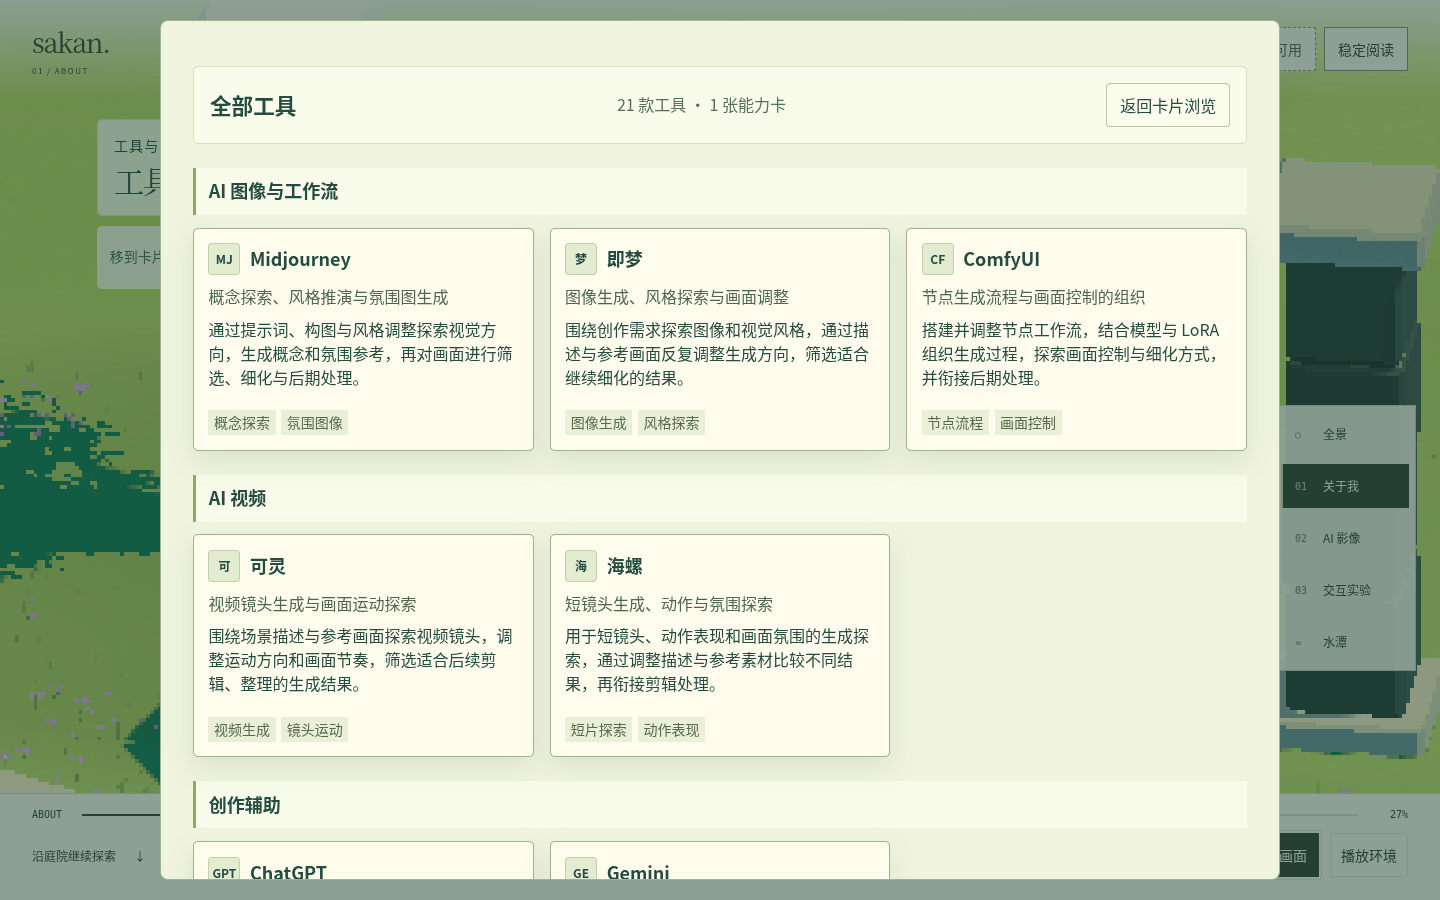 sakan.
01 / ABOUT
可用
稳定阅读
工具与
工具
移到卡片
全部工具
21 款工具 · 1 张能力卡
返回卡片浏览
AI 图像与工作流
MJ Midjourney
概念探索、风格推演与氛围图生成
通过提示词、构图与风格调整探索视觉方
向，生成概念和氛围参考，再对画面进行筛
选、细化与后期处理。
概念探索 氛围图像
梦 即梦
图像生成、风格探索与画面调整
围绕创作需求探索图像和视觉风格，通过描
述与参考画面反复调整生成方向，筛选适合
继续细化的结果。
图像生成 风格探索
CF ComfyUI
节点生成流程与画面控制的组织
搭建并调整节点工作流，结合模型与 LoRA
组织生成过程，探索画面控制与细化方式，
并衔接后期处理。
节点流程 画面控制
AI 视频
可 可灵
视频镜头生成与画面运动探索
围绕场景描述与参考画面探索视频镜头，调
整运动方向和画面节奏，筛选适合后续剪
辑、整理的生成结果。
视频生成 镜头运动
海 海螺
短镜头生成、动作与氛围探索
用于短镜头、动作表现和画面氛围的生成探
索，通过调整描述与参考素材比较不同结
果，再衔接剪辑处理。
短片探索 动作表现
创作辅助
GPT ChatGPT
GE Gemini
○ 全景
01 关于我
02 AI 影像
03 交互实验
≈ 水潭
ABOUT
27%
沿庭院继续探索 ↓
画面
播放环境